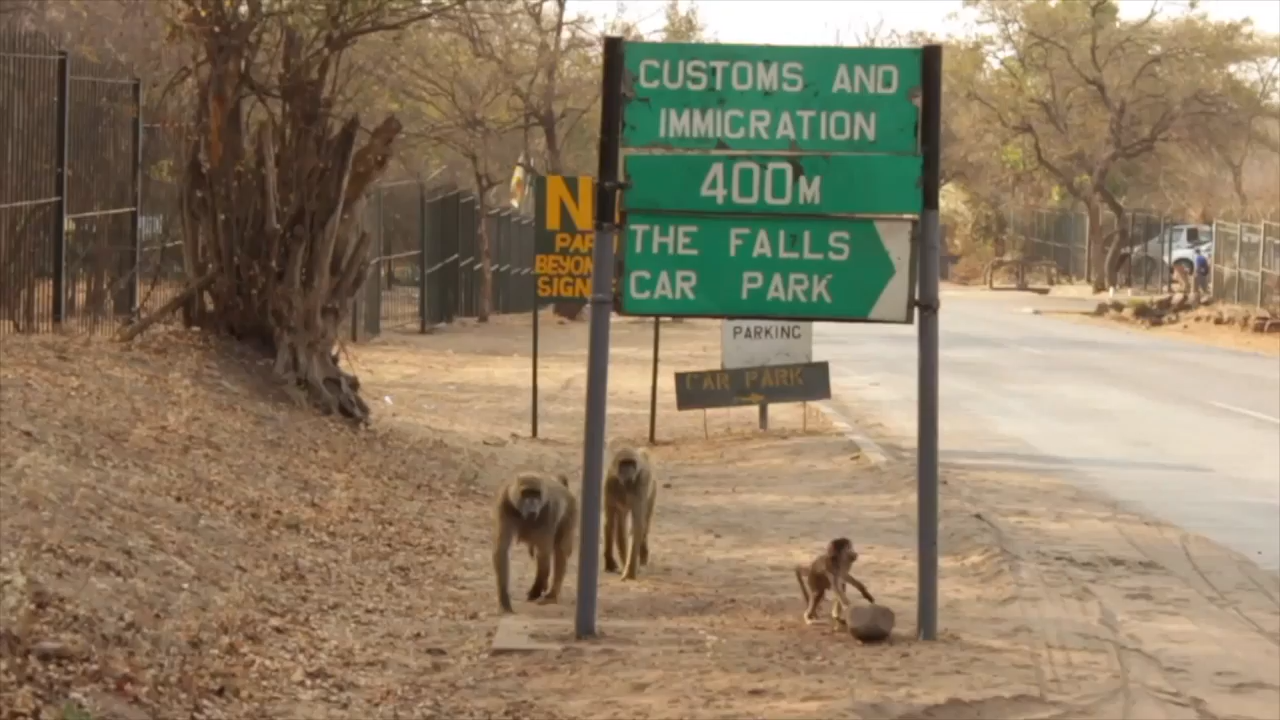 CUSTOMS AND
IMMIGRATION
400M
THE FALLS
CAR PARK
N
PAR
BEYON
SIGN
PARKING
CAR PARK